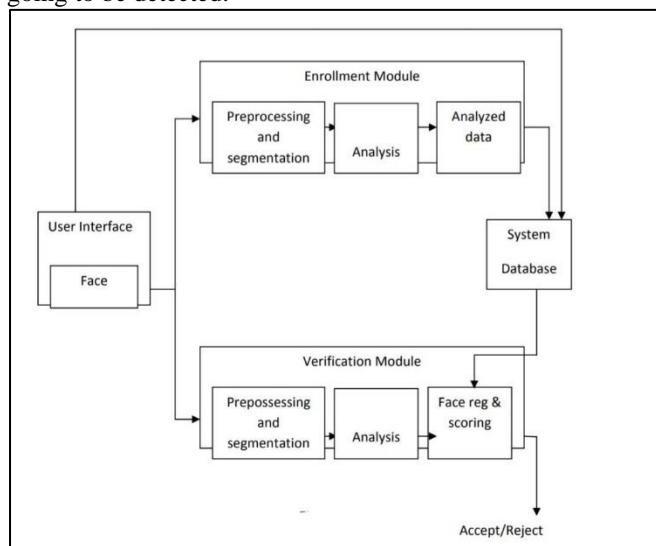 going to be detected.
Enrollment Module
Preprocessing
and
segmentation
Analysis
Analyzed
data
User Interface
Face
System
Database
Verification Module
Prepossessing
and
segmentation
Analysis
Face reg &
scoring
Accept/Reject